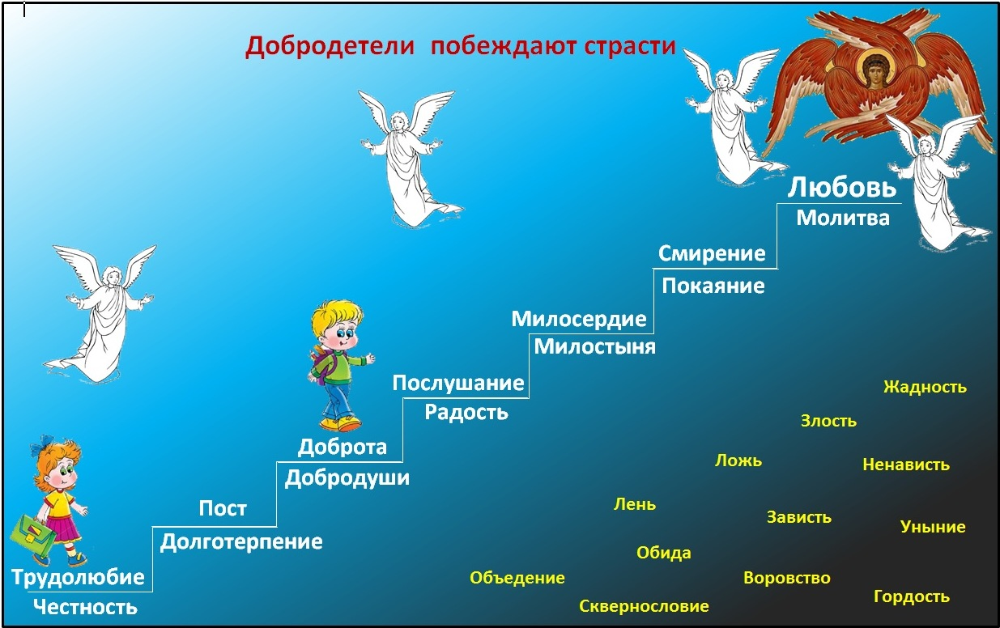 Добродетели побеждают страсти
Любовь
Молитва
Смирение
Покаяние
Милосердие
Милостыня
Послушание
Радость
Доброта
Добродуши
Пост
Долготерпение
Трудолюбие
Честность
Жадность
Злость
Ложь
Ненависть
Лень
Зависть
Уныние
Обида
Объедение
Воровство
Гордость
Сквернословие